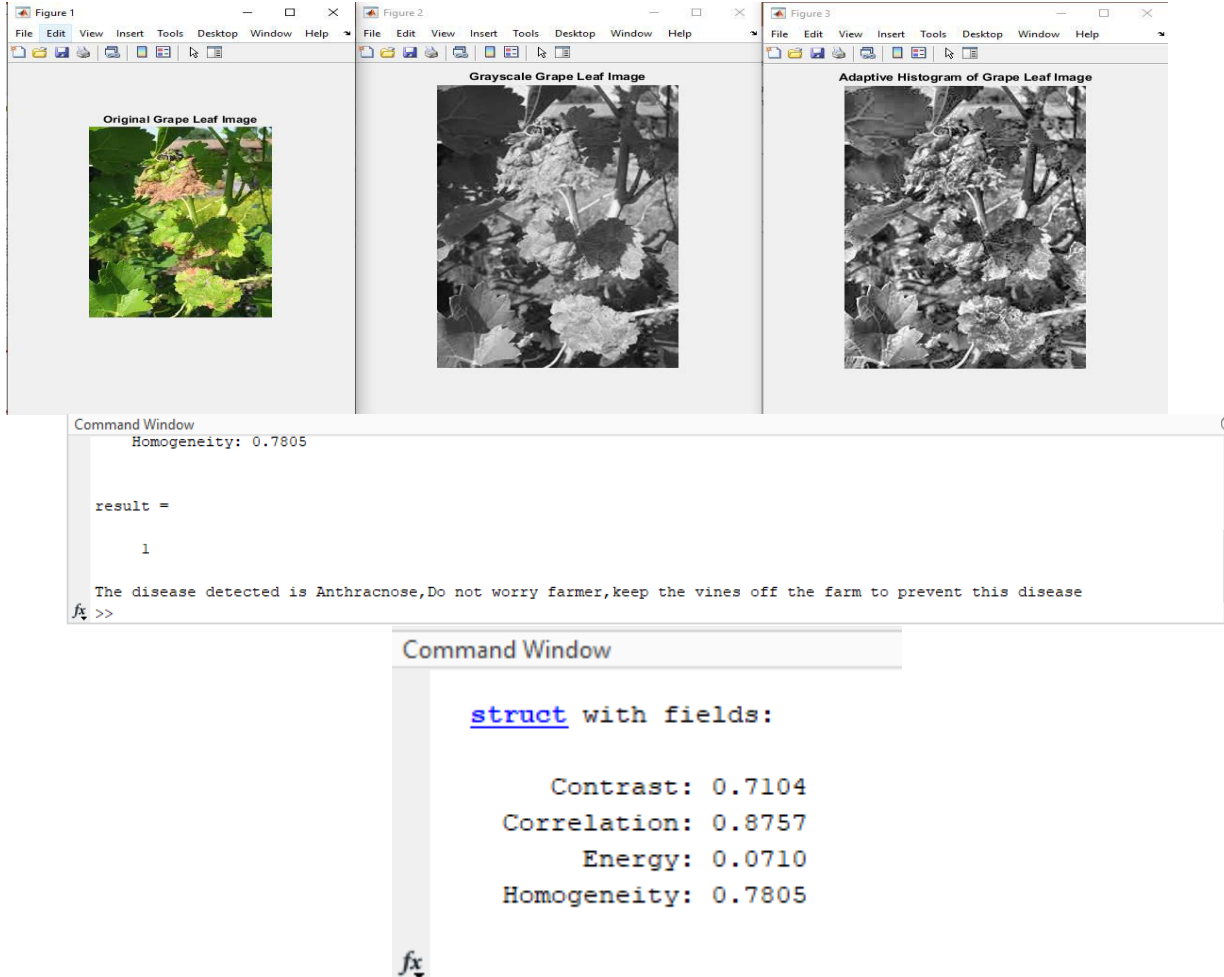 Figure 1
File Edit View Insert Tools Desktop Window Help
Original Grape Leaf Image
Figure 2
File Edit View Insert Tools Desktop Window Help
Grayscale Grape Leaf Image
Figure 3
File Edit View Insert Tools Desktop Window Help
Adaptive Histogram of Grape Leaf Image
Command Window
Homogeneity: 0.7805
result =
1
The disease detected is Anthracnose,Do not worry farmer,keep the vines off the farm to prevent this disease
fx >>
Command Window
struct with fields:
Contrast: 0.7104
Correlation: 0.8757
Energy: 0.0710
Homogeneity: 0.7805
fx